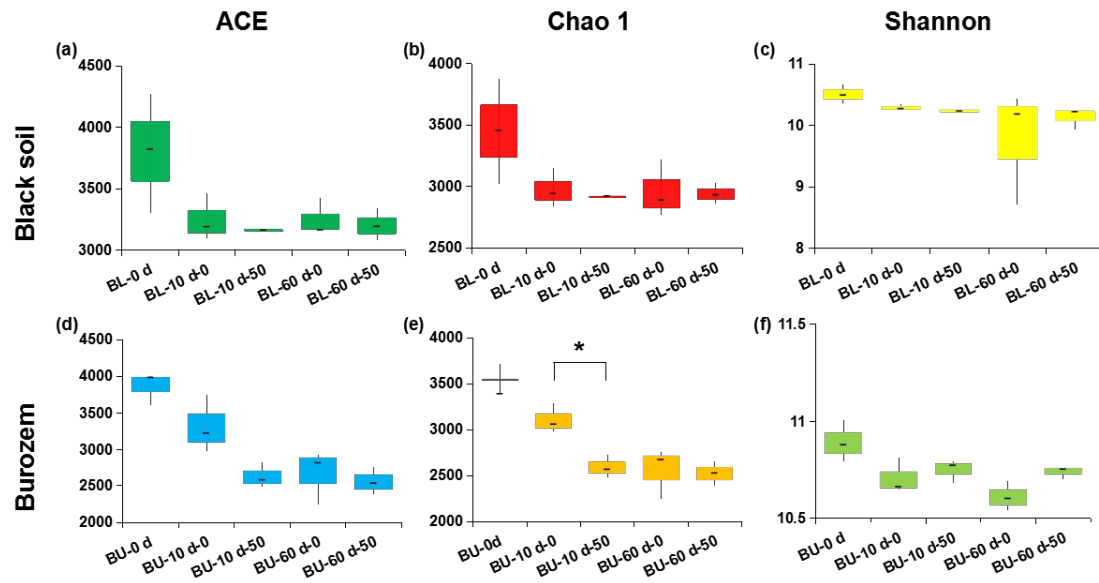 ACE
Chao 1
Shannon
Black soil
Burozem
(a)
4500
4000
3500
3000
BL-0 d
BL-10 d-0
BL-10 d-50
BL-60 d-0
BL-60 d-50
(b)
4000
3500
3000
2500
BL-0 d
BL-10 d-0
BL-10 d-50
BL-60 d-0
BL-60 d-50
(c)
11
10
9
8
BL-0 d
BL-10 d-0
BL-10 d-50
BL-60 d-0
BL-60 d-50
(d)
4500
4000
3500
3000
2500
2000
BU-0 d
BU-10 d-0
BU-10 d-50
BU-60 d-0
BU-60 d-50
(e)
4000
3500
3000
2500
2000
*
BU-0d
BU-10 d-0
BU-10 d-50
BU-60 d-0
BU-60 d-50
(f)
11.5
11
10.5
BU-0 d
BU-10 d-0
BU-10 d-50
BU-60 d-0
BU-60 d-50